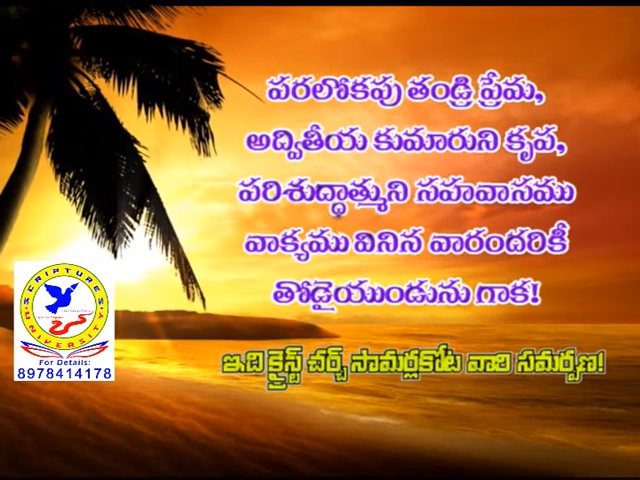 పరలోకపు తండ్రి ప్రేమ,
అద్వితీయ కుమారుని కృప,
పరిశుద్ధాత్ముని సహవాసము
వాక్యము వినిన వారందరికీ
తోడైయుండును గాక!
ఇది క్రైస్ట్ చర్చ్ సామర్లకోట వారి సమర్పణ!
SCRIPTURES
UNIVERSITY
For Details:
8978414178